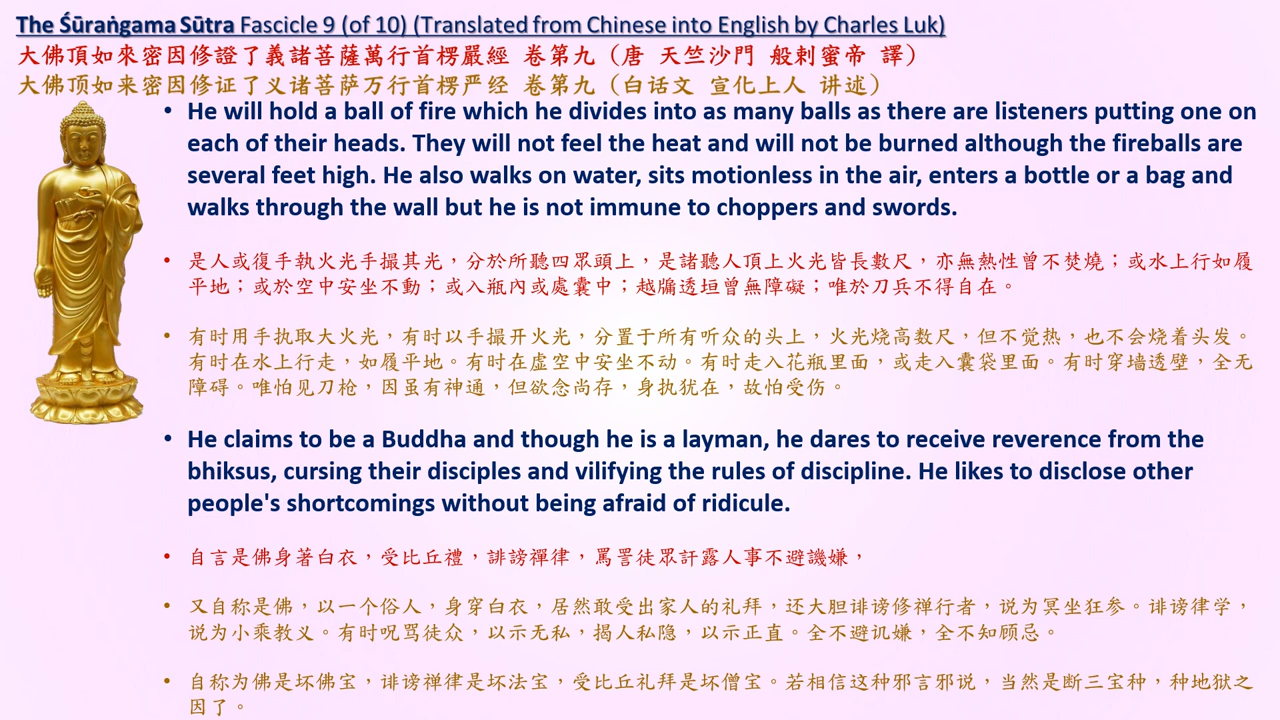 The Śūraṅgama Sūtra Fascicle 9 (of 10) (Translated from Chinese into English by Charles Luk)
大佛頂如來密因修證了義諸菩薩萬行首楞嚴經 卷第九（唐 天竺沙門 般剌蜜帝 譯）
大佛顶如来密因修证了义诸菩萨万行首楞严经 卷第九（白话文 宣化上人 讲述）
• He will hold a ball of fire which he divides into as many balls as there are listeners putting one on
each of their heads. They will not feel the heat and will not be burned although the fireballs are
several feet high. He also walks on water, sits motionless in the air, enters a bottle or a bag and
walks through the wall but he is not immune to choppers and swords.
• 是人或復手執火光手撮其光，分於所聽四眾頭上，是諸聽人頂上火光皆長數尺，亦無熱性曾不焚燒；或水上行如履
平地；或於空中安坐不動；或入瓶內或處囊中；越牖透垣曾無障礙；唯於刀兵不得自在。
• 有时用手执取大火光，有时以手撮开火光，分置于所有听众的头上，火光烧高数尺，但不觉热，也不会烧着头发。
有时在水上行走，如履平地。有时在虚空中安坐不动。有时走入花瓶里面，或走入囊袋里面。有时穿墙透壁，全无
障碍。唯怕见刀枪，因虽有神通，但欲念尚存，身执犹在，故怕受伤。
• He claims to be a Buddha and though he is a layman, he dares to receive reverence from the
bhiksus, cursing their disciples and vilifying the rules of discipline. He likes to disclose other
people's shortcomings without being afraid of ridicule.
• 自言是佛身著白衣，受比丘禮，誹謗禪律，罵詈徒眾訐露人事不避譏嫌，
• 又自称是佛，以一个俗人，身穿白衣，居然敢受出家人的礼拜，还大胆诽谤修禅行者，说为冥坐狂参。诽谤律学，
说为小乘教义。有时咒骂徒众，以示无私，揭人私隐，以示正直。全不避讥嫌，全不知顾忌。
• 自称为佛是坏佛宝，诽谤禅律是坏法宝，受比丘礼拜是坏僧宝。若相信这种邪言邪说，当然是断三宝种，种地狱之
因了。